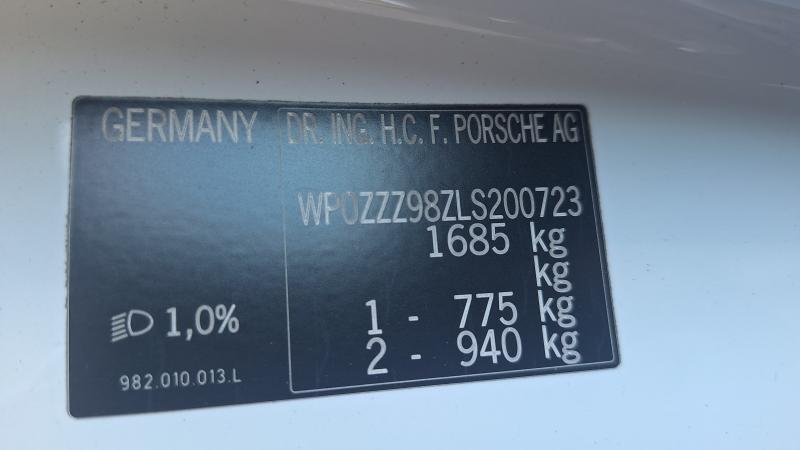 GERMANY DR. ING. H.C. F. PORSCHE AG
WP0ZZZ98ZLS200723
1685 kg
kg
1 - 775 kg
2 - 940 kg
1,0%
982.010.013.L